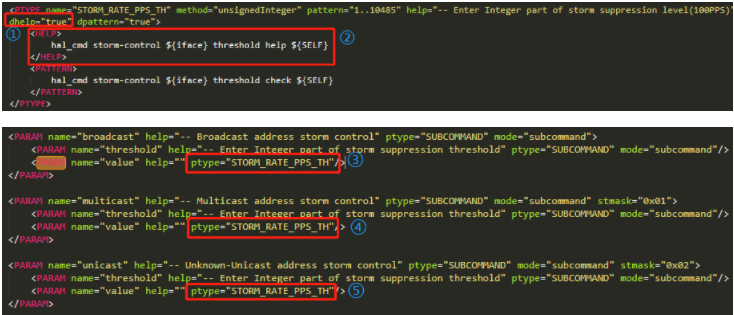 <PTYPE name="STORM_RATE_PPS_TH" method="unsignedInteger" pattern="1..10485" help="-- Enter Integer part of storm suppression level(100PPS)"
dhelp="true" dpattern="true">
①
<HELP>
②
hal_cmd storm-control ${iface} threshold help ${SELF}
</HELP>
<PATTERN>
hal_cmd storm-control ${iface} threshold check ${SELF}
</PATTERN>
</PTYPE>
<PARAM name="broadcast" help="-- Broadcast address storm control" ptype="SUBCOMMAND" mode="subcommand">
<PARAM name="threshold" help="-- Enter Integer part of storm suppression threshold" ptype="SUBCOMMAND" mode="subcommand"/>
<PARAM name="value" help="" ptype="STORM_RATE_PPS_TH"/> ③
</PARAM>
<PARAM name="multicast" help="-- Multicast address storm control" ptype="SUBCOMMAND" mode="subcommand" stmask="0x01">
<PARAM name="threshold" help="-- Enter Integer part of storm suppression threshold" ptype="SUBCOMMAND" mode="subcommand"/>
<PARAM name="value" help="" ptype="STORM_RATE_PPS_TH"/> ④
</PARAM>
<PARAM name="unicast" help="-- Unknown-Unicast address storm control" ptype="SUBCOMMAND" mode="subcommand" stmask="0x02">
<PARAM name="threshold" help="-- Enter Integer part of storm suppression threshold" ptype="SUBCOMMAND" mode="subcommand"/>
<PARAM name="value" help="" ptype="STORM_RATE_PPS_TH"/> ⑤
</PARAM>